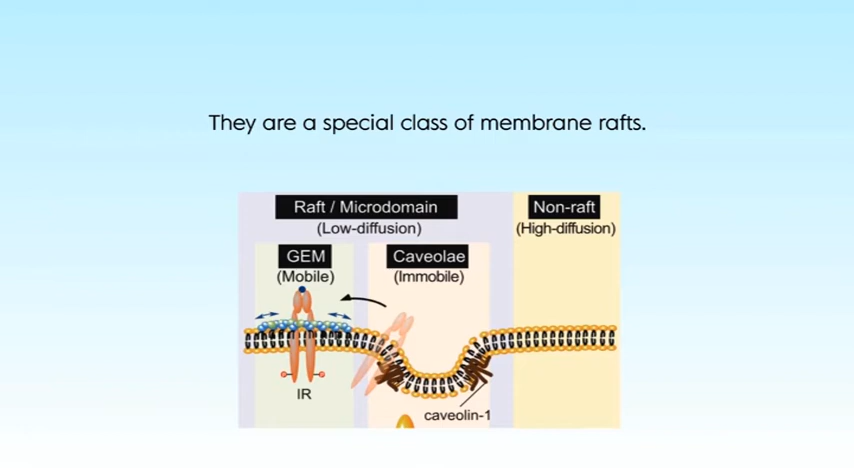 They are a special class of membrane rafts.
Raft / Microdomain
(Low-diffusion)
Non-raft
(High-diffusion)
GEM
(Mobile)
Caveolae
(Immobile)
IR
caveolin-1